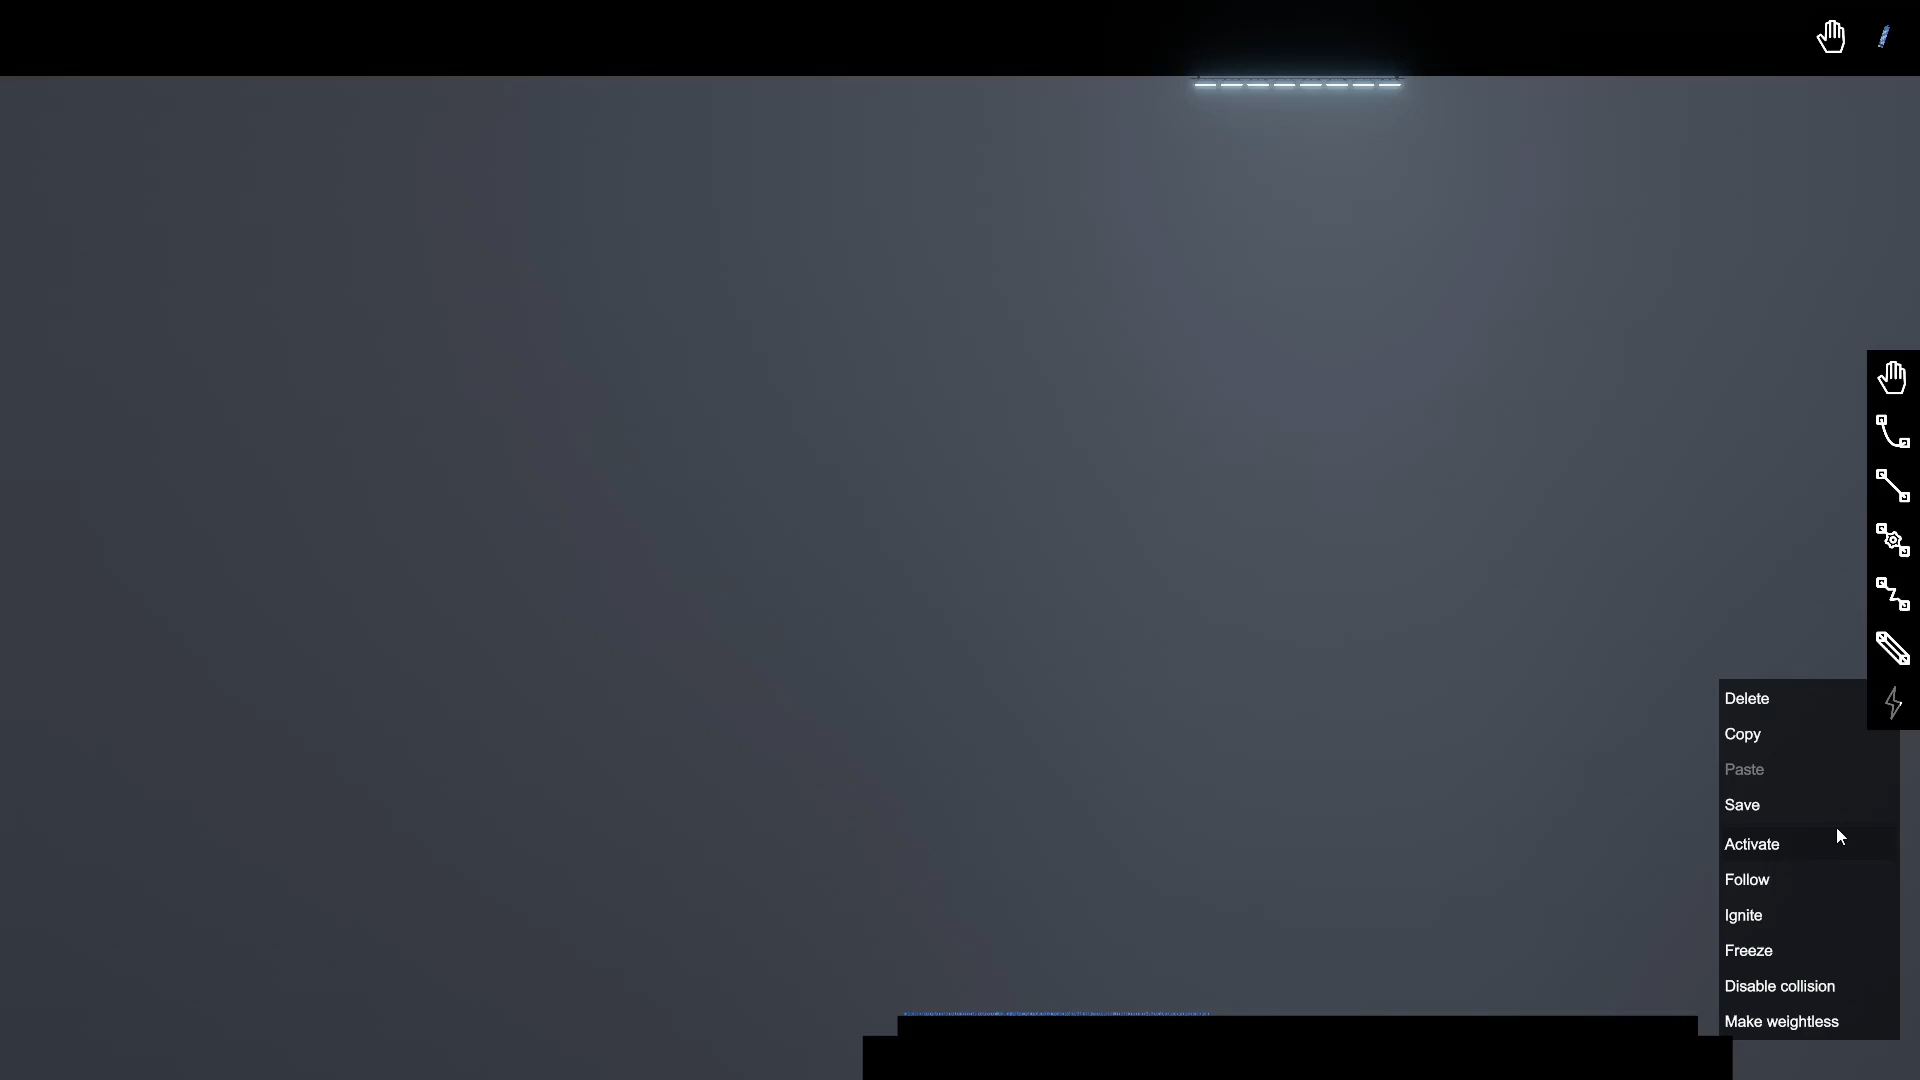 Delete
Copy
Paste
Save
Activate
Follow
Ignite
Freeze
Disable collision
Make weightless